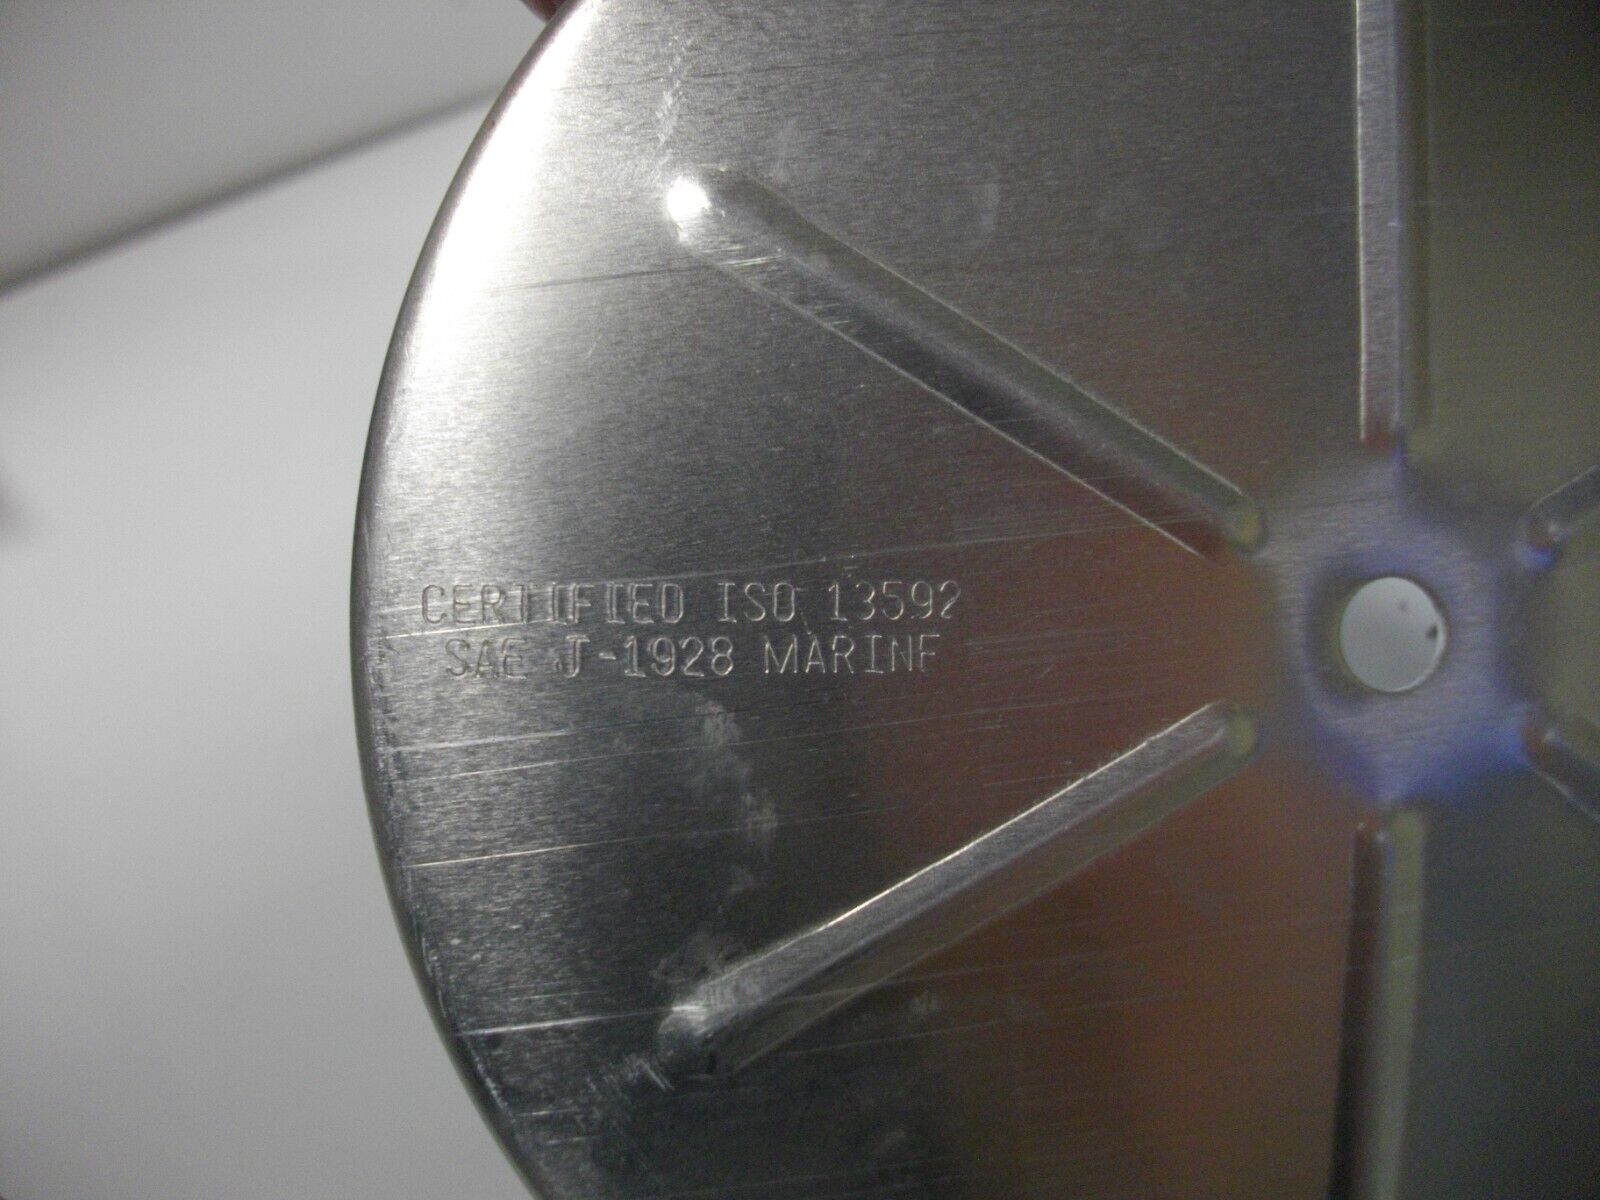 CERTIFIED ISO 13592
SAE J-1928 MARINE